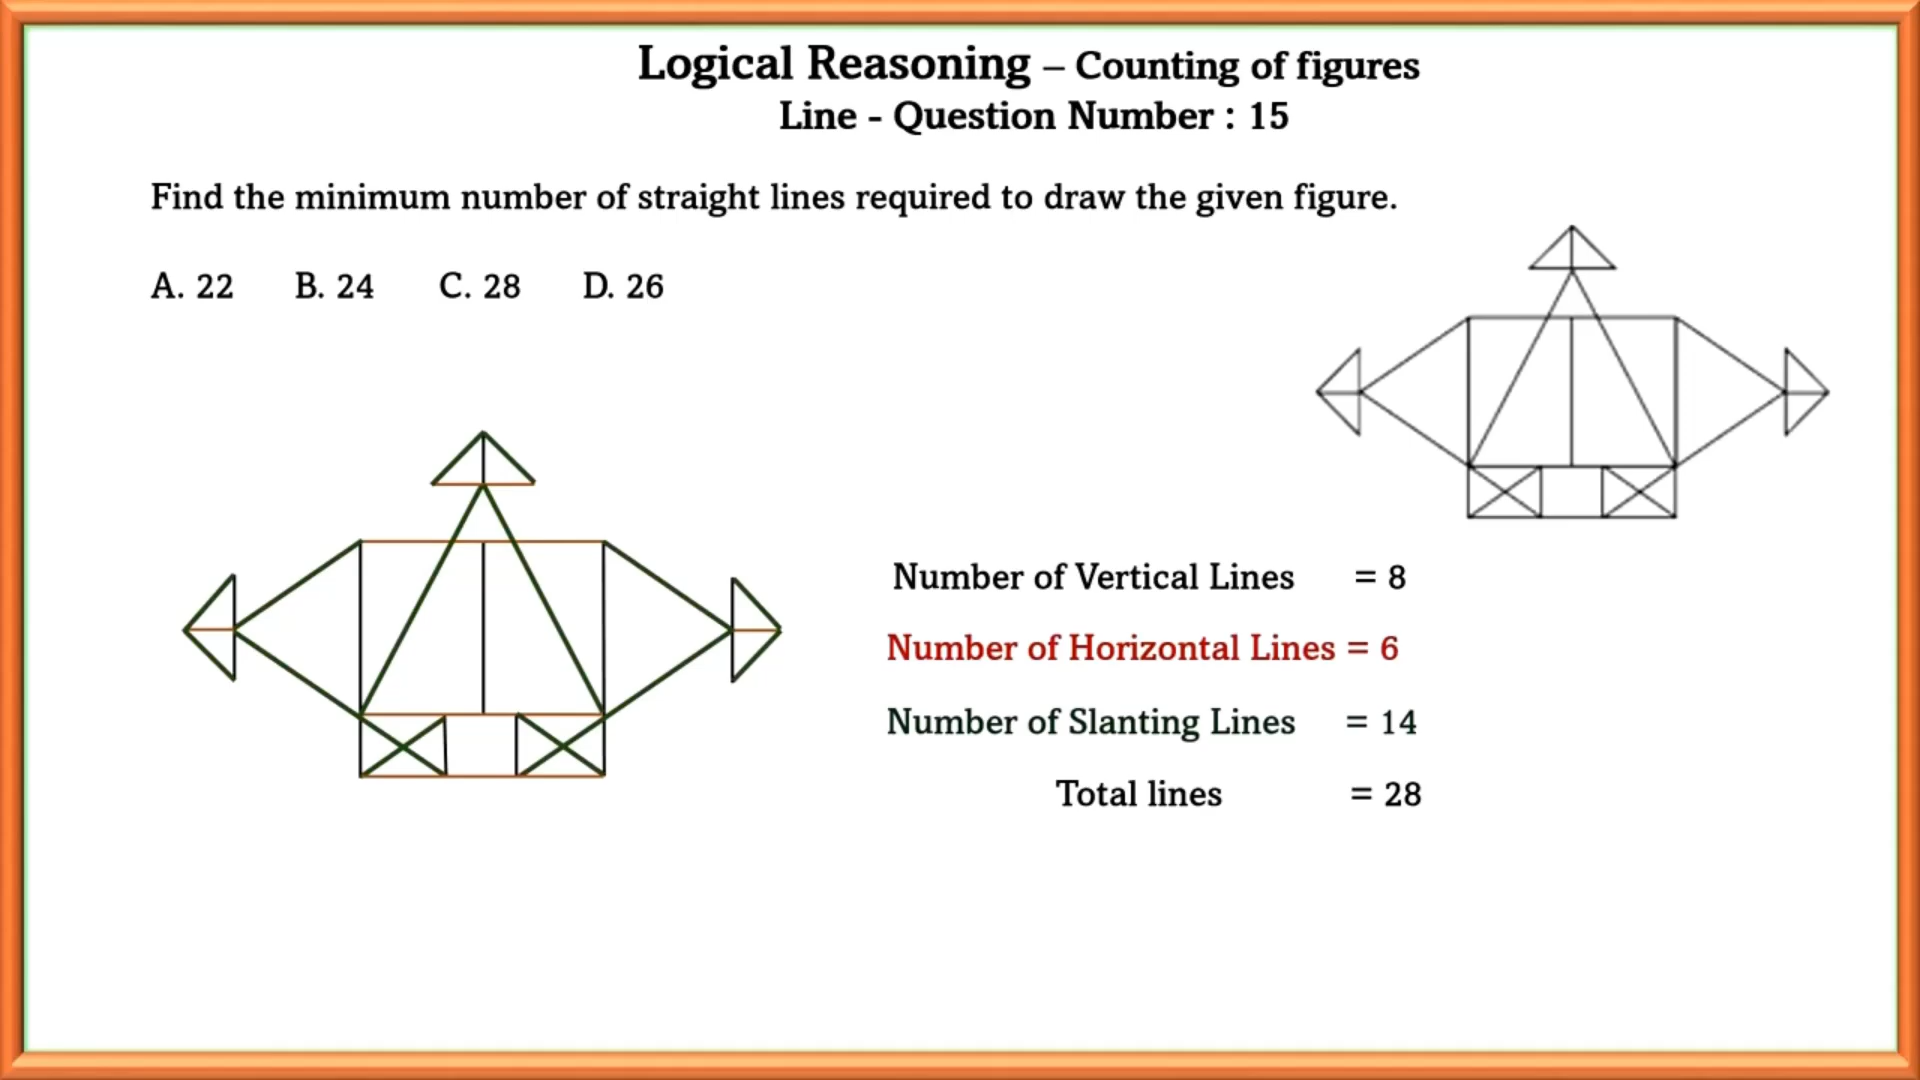 Logical Reasoning – Counting of figures
Line - Question Number : 15
Find the minimum number of straight lines required to draw the given figure.
A. 22 B. 24 C. 28 D. 26
Number of Vertical Lines = 8
Number of Horizontal Lines = 6
Number of Slanting Lines = 14
Total lines = 28